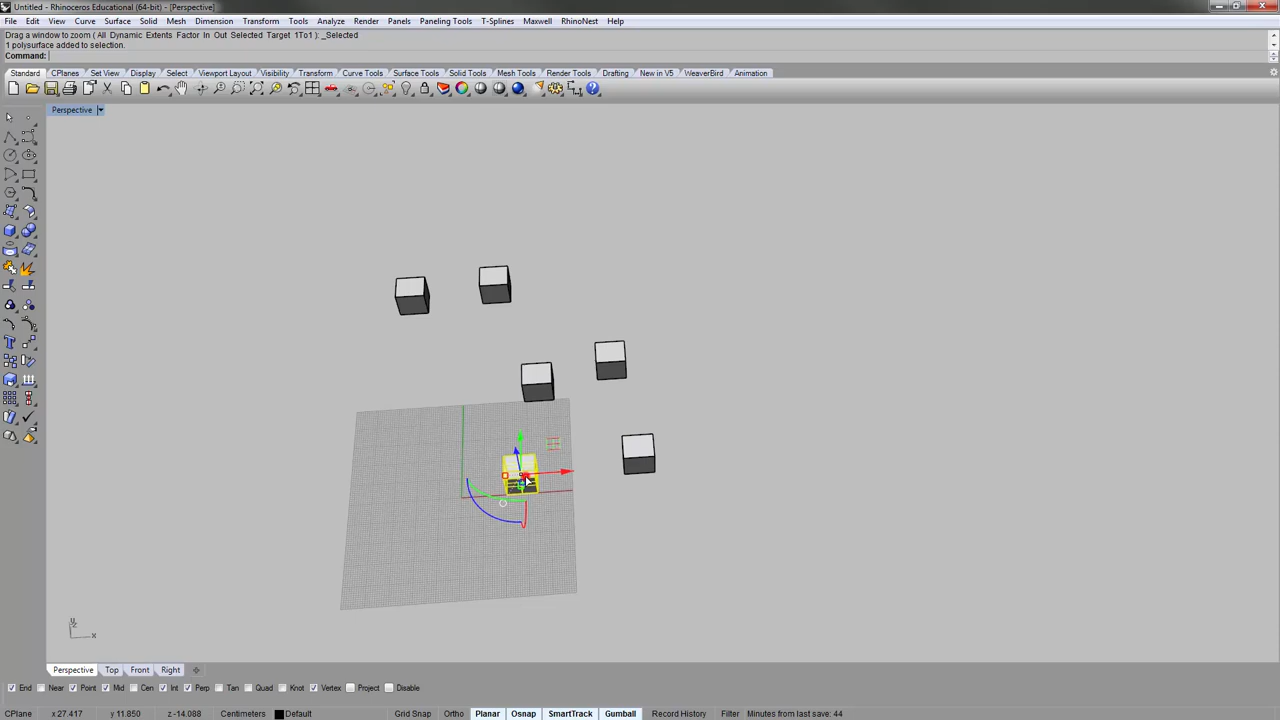 Untitled - Rhinoceros Educational (64-bit) - [Perspective]
File Edit View Curve Surface Solid Mesh Dimension Transform Tools Analyze Render Panels Paneling Tools T-Splines Maxwell RhinoNest Help
Drag a window to zoom ( All Dynamic Extents Factor In Out Selected Target 1To1 ): _Selected
1 polysurface added to selection.
Command:
Standard CPlanes Set View Display Select Viewport Layout Visibility Transform Curve Tools Surface Tools Solid Tools Mesh Tools Render Tools Drafting New in V5 WeaverBird Animation
Perspective
y
z
x
Perspective Top Front Right
End Near Point Mid Cen Int Perp Tan Quad Knot Vertex Project Disable
CPlane x 27.417 y 11.850 z -14.088 Centimeters Default Grid Snap Ortho Planar Osnap SmartTrack Gumball Record History Filter Minutes from last save: 44